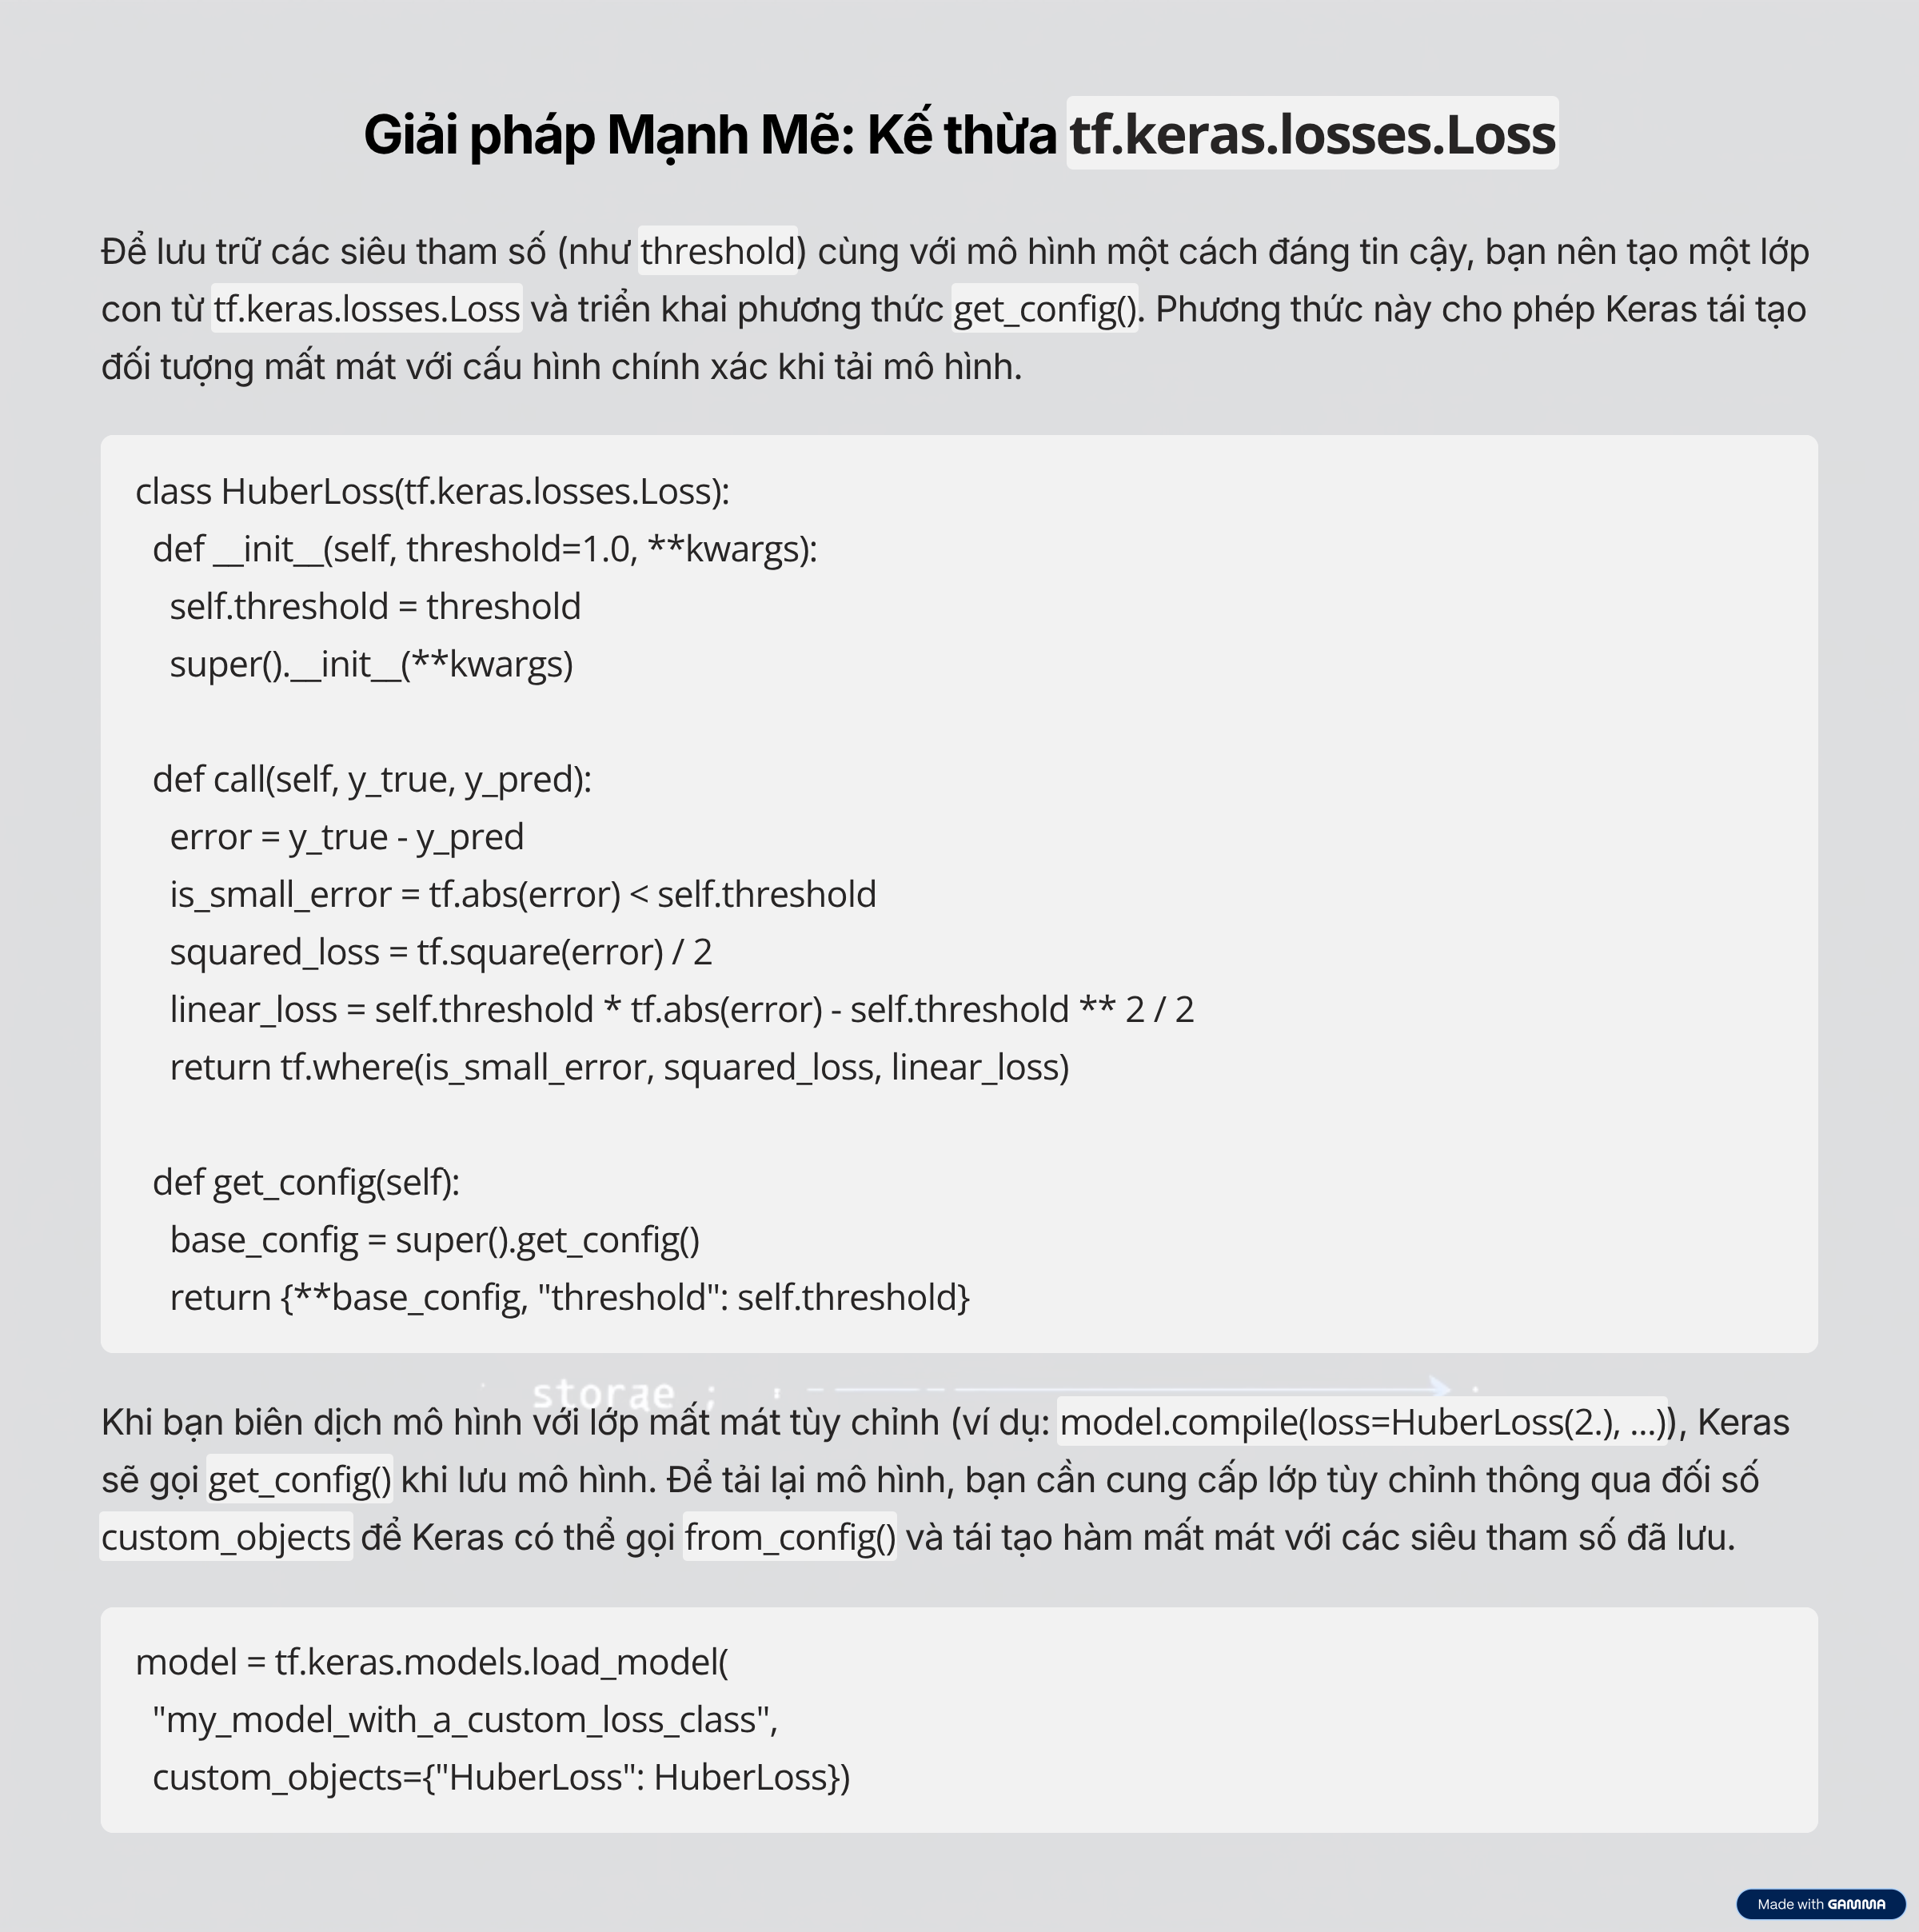 Giải pháp Mạnh Mẽ: Kế thừa tf.keras.losses.Loss
Để lưu trữ các siêu tham số (như threshold) cùng với mô hình một cách đáng tin cậy, bạn nên tạo một lớp
con từ tf.keras.losses.Loss và triển khai phương thức get_config(). Phương thức này cho phép Keras tái tạo
đối tượng mất mát với cấu hình chính xác khi tải mô hình.
class HuberLoss(tf.keras.losses.Loss):
  def __init__(self, threshold=1.0, **kwargs):
    self.threshold = threshold
    super().__init__(**kwargs)
  def call(self, y_true, y_pred):
    error = y_true - y_pred
    is_small_error = tf.abs(error) < self.threshold
    squared_loss = tf.square(error) / 2
    linear_loss = self.threshold * tf.abs(error) - self.threshold ** 2 / 2
    return tf.where(is_small_error, squared_loss, linear_loss)
  def get_config(self):
    base_config = super().get_config()
    return {**base_config, "threshold": self.threshold}
storae ;
Khi bạn biên dịch mô hình với lớp mất mát tùy chỉnh (ví dụ: model.compile(loss=HuberLoss(2.), ...)), Keras
sẽ gọi get_config() khi lưu mô hình. Để tải lại mô hình, bạn cần cung cấp lớp tùy chỉnh thông qua đối số
custom_objects để Keras có thể gọi from_config() và tái tạo hàm mất mát với các siêu tham số đã lưu.
model = tf.keras.models.load_model(
  "my_model_with_a_custom_loss_class",
  custom_objects={"HuberLoss": HuberLoss})
Made with GAMMA